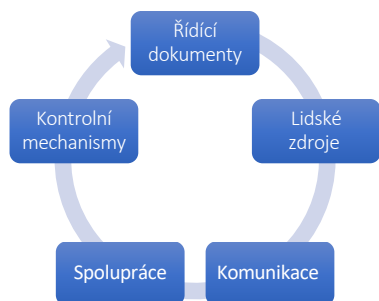 Řídící
dokumenty
Lidské
zdroje
Komunikace
Spolupráce
Kontrolní
mechanismy